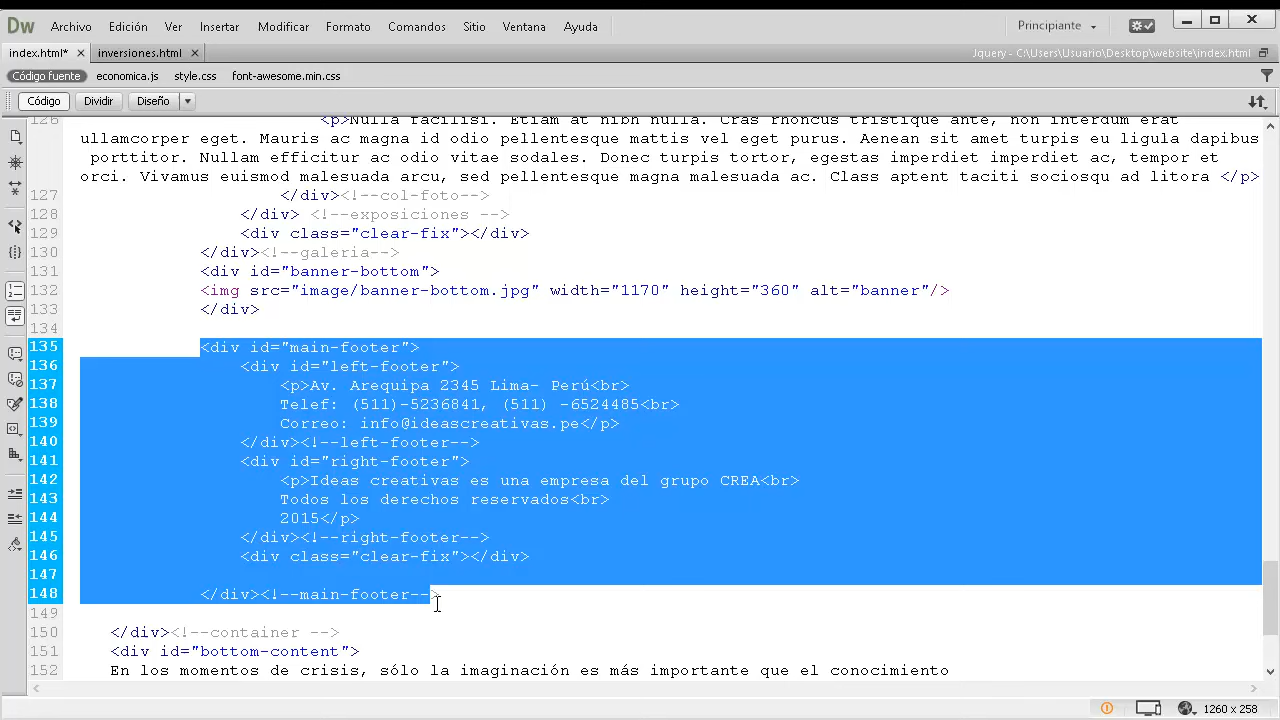 Dw Archivo Edición Ver Insertar Modificar Formato Comandos Sitio Ventana Ayuda Principiante
index.html* inversiones.html Jquery - C:\Users\Usuario\Desktop\website\index.html
Código fuente economica.js style.css font-awesome.min.css
Código Dividir Diseño
126 <p>Nulla facilisi. Etiam at nibh nulla. Cras rhoncus tristique ante, non interdum erat
ullamcorper eget. Mauris ac magna id odio pellentesque mattis vel eget purus. Aenean sit amet turpis eu ligula dapibus
porttitor. Nullam efficitur ac odio vitae sodales. Donec turpis tortor, egestas imperdiet imperdiet ac, tempor et
orci. Vivamus euismod malesuada arcu, sed pellentesque magna malesuada ac. Class aptent taciti sociosqu ad litora </p>
127 </div><!--col-foto-->
128 </div> <!--exposiciones -->
129 <div class="clear-fix"></div>
130 </div><!--galeria-->
131 <div id="banner-bottom">
132 <img src="image/banner-bottom.jpg" width="1170" height="360" alt="banner"/>
133 </div>
134
135 <div id="main-footer">
136 <div id="left-footer">
137 <p>Av. Arequipa 2345 Lima- Perú<br>
138 Telef: (511)-5236841, (511) -6524485<br>
139 Correo: info@ideascreativas.pe</p>
140 </div><!--left-footer-->
141 <div id="right-footer">
142 <p>Ideas creativas es una empresa del grupo CREA<br>
143 Todos los derechos reservados<br>
144 2015</p>
145 </div><!--right-footer-->
146 <div class="clear-fix"></div>
147
148 </div><!--main-footer-->
149
150 </div><!--container -->
151 <div id="bottom-content">
152 En los momentos de crisis, sólo la imaginación es más importante que el conocimiento
1260 x 258